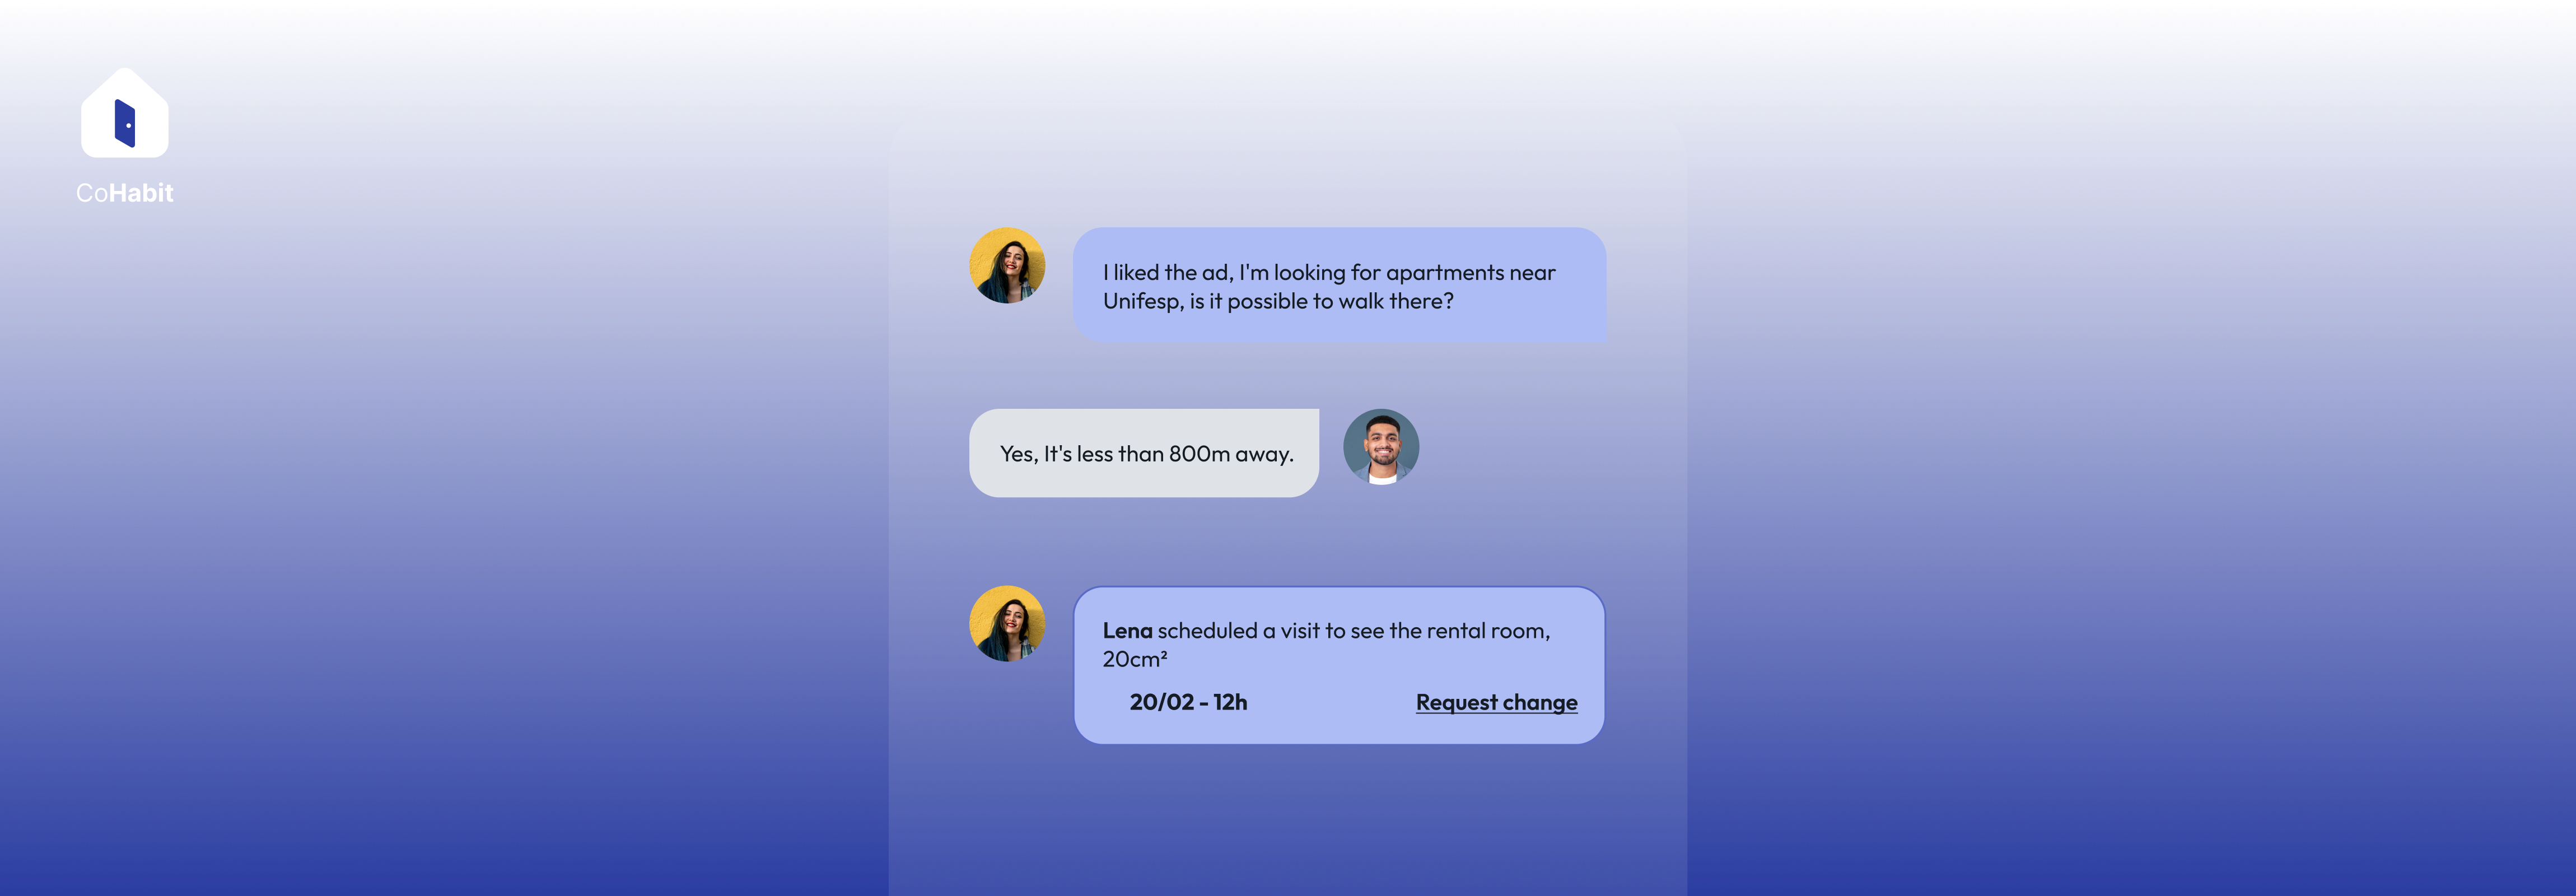 CoHabit
I liked the ad, I'm looking for apartments near
Unifesp, is it possible to walk there?
Yes, It's less than 800m away.
Lena scheduled a visit to see the rental room,
20cm²
20/02 - 12h
Request change